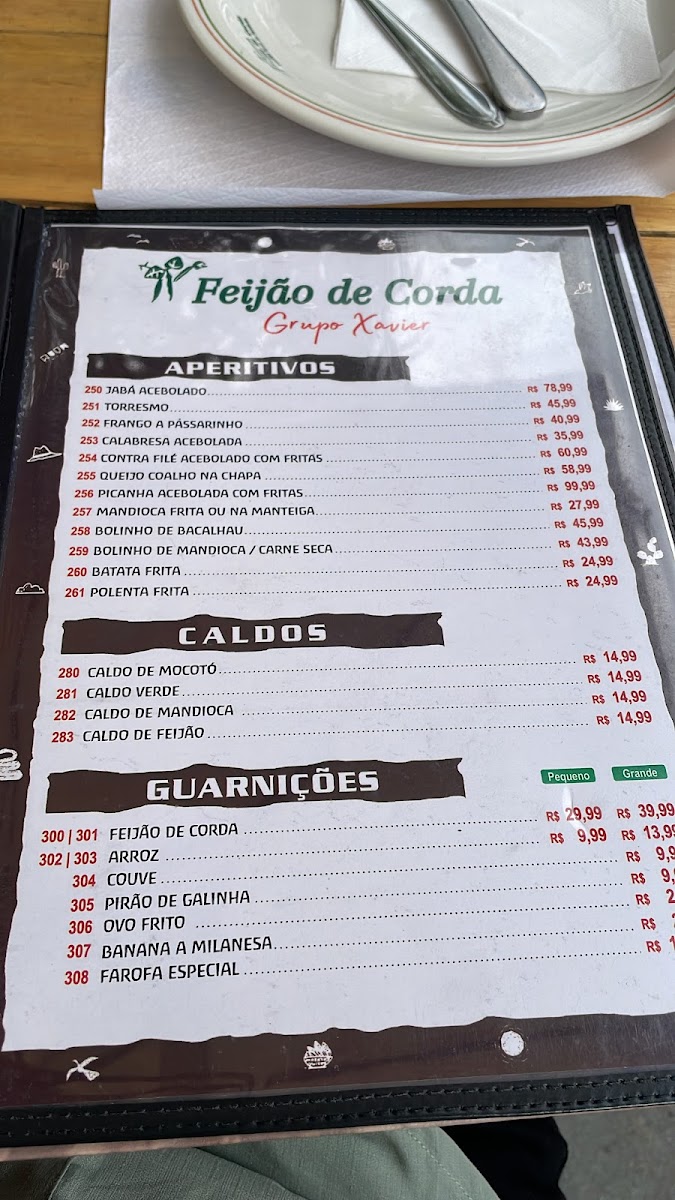 Feijão de Corda
Grupo Xavier
APERITIVOS
250 JABÁ ACEBOLADO R$ 78,99
251 TORRESMO R$ 45,99
252 FRANGO A PÁSSARINHO R$ 40,99
253 CALABRESA ACEBOLADA R$ 35,99
254 CONTRA FILÉ ACEBOLADO COM FRITAS R$ 60,99
255 QUEIJO COALHO NA CHAPA R$ 58,99
256 PICANHA ACEBOLADA COM FRITAS R$ 99,99
257 MANDIOCA FRITA OU NA MANTEIGA R$ 27,99
258 BOLINHO DE BACALHAU R$ 45,99
259 BOLINHO DE MANDIOCA / CARNE SECA R$ 43,99
260 BATATA FRITA R$ 24,99
261 POLENTA FRITA R$ 24,99
CALDOS
280 CALDO DE MOCOTÓ R$ 14,99
281 CALDO VERDE R$ 14,99
282 CALDO DE MANDIOCA R$ 14,99
283 CALDO DE FEIJÃO R$ 14,99
GUARNIÇÕES Pequeno Grande
300 | 301 FEIJÃO DE CORDA R$ 29,99 R$ 39,99
302 | 303 ARROZ R$ 9,99 R$ 13,99
304 COUVE R$ 9,9
305 PIRÃO DE GALINHA R$ 9,
306 OVO FRITO R$ 2
307 BANANA A MILANESA R$
308 FAROFA ESPECIAL R$ 1